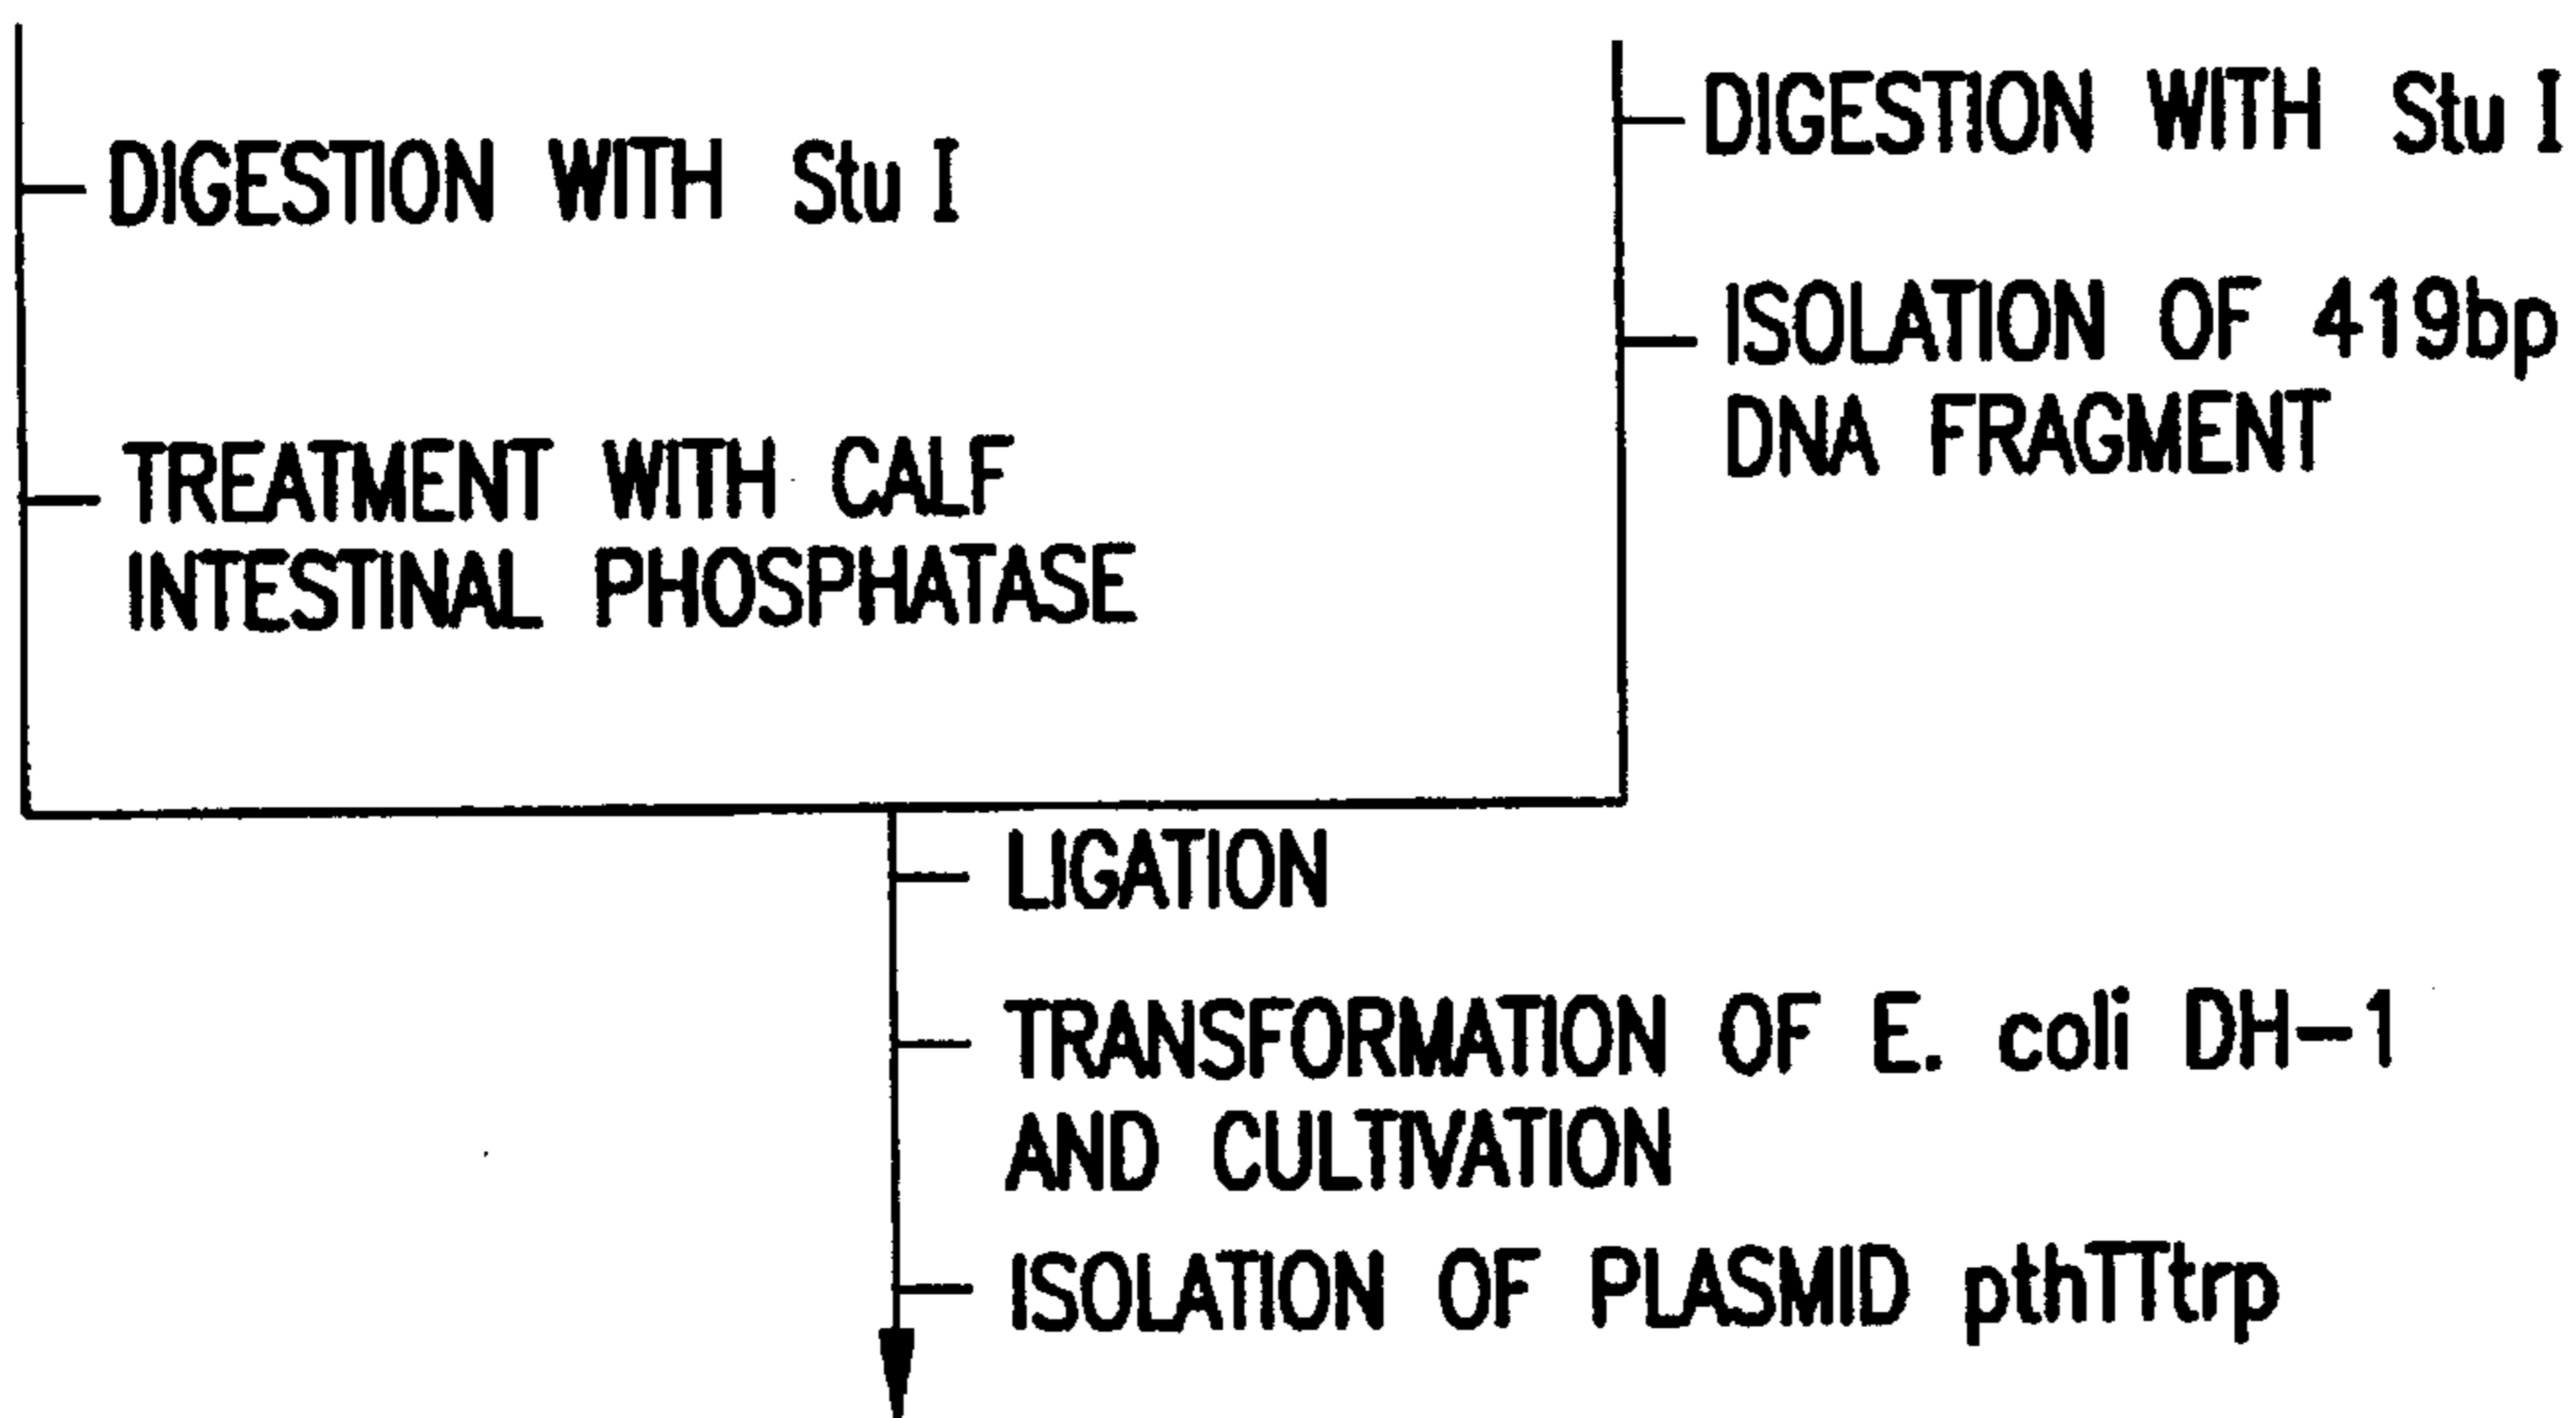 DIGESTION WITH Stu I
TREATMENT WITH CALF
INTESTINAL PHOSPHATASE
DIGESTION WITH Stu I
ISOLATION OF 419bp
DNA FRAGMENT
LIGATION
TRANSFORMATION OF E. coli DH-1
AND CULTIVATION
ISOLATION OF PLASMID pthTTtrp